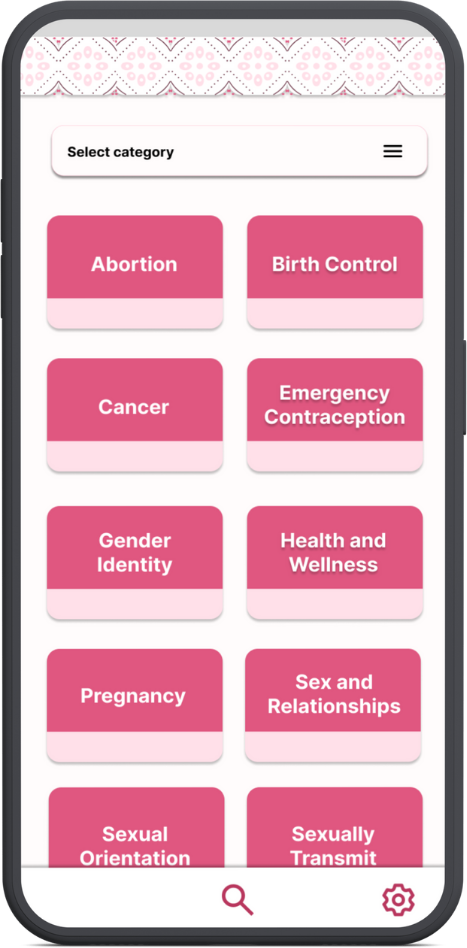 Select category
Abortion
Birth Control
Cancer
Emergency
Contraception
Gender
Identity
Health and
Wellness
Pregnancy
Sex and
Relationships
Sexual
Orientation
Sexually
Transmit